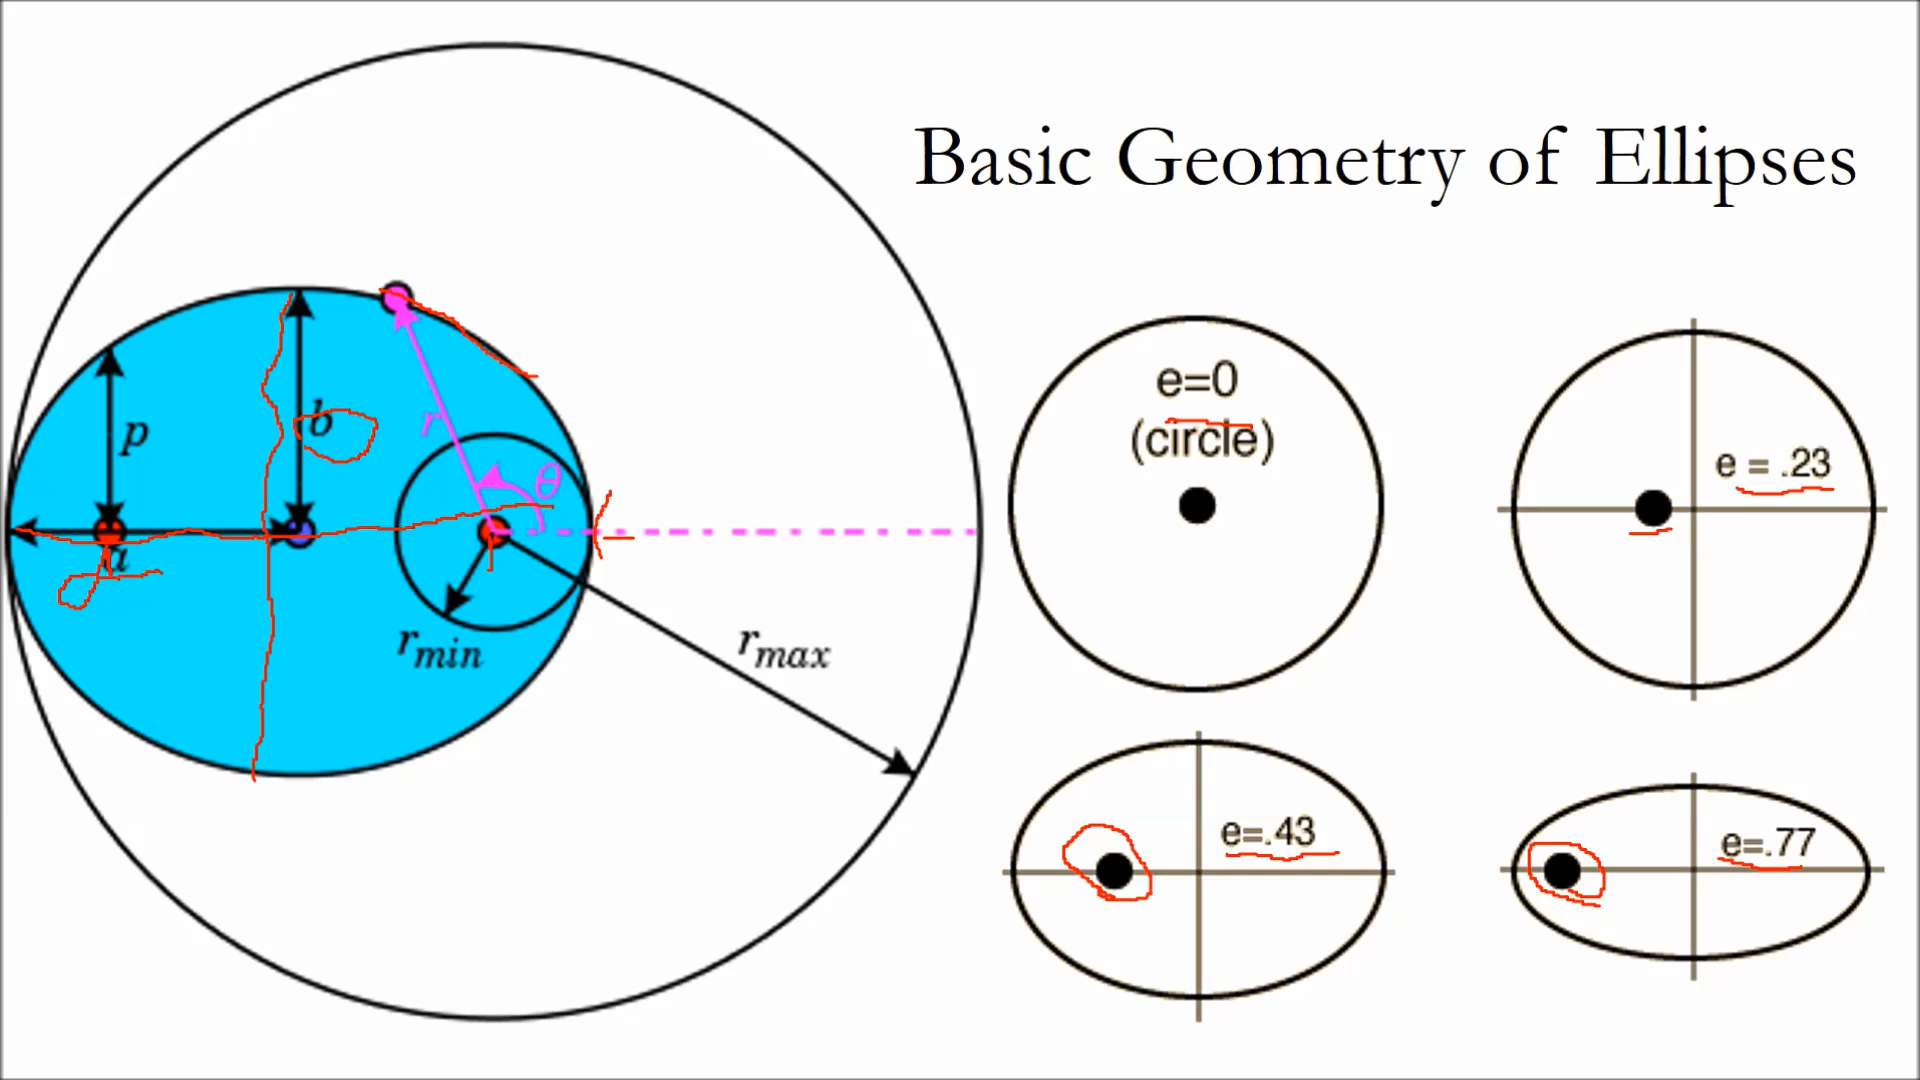 Basic Geometry of Ellipses
p
b
a
r
θ
r_min
r_max
e=0
(circle)
e = .23
e=.43
e=.77